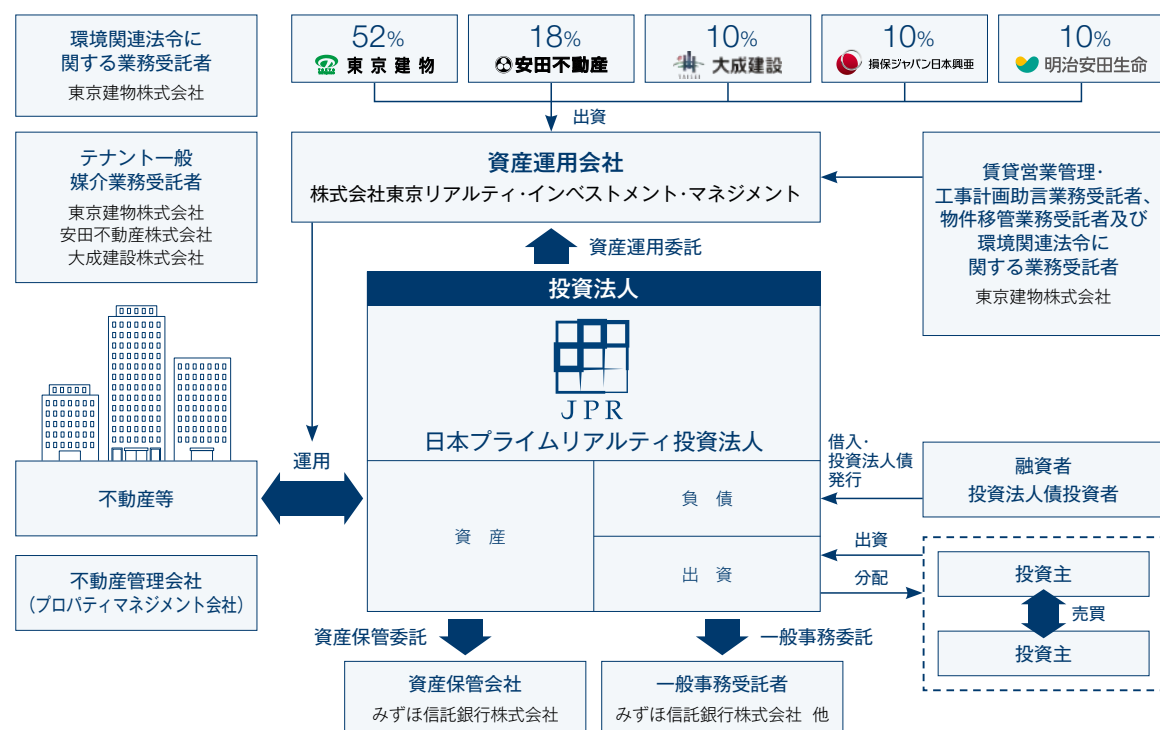 環境関連法令に
関する業務受託者
東京建物株式会社
52%
東京建物
18%
安田不動産
10%
TAISEI
大成建設
10%
損保ジャパン日本興亜
10%
明治安田生命
出資
テナント一般
媒介業務受託者
東京建物株式会社
安田不動産株式会社
大成建設株式会社
資産運用会社
株式会社東京リアルティ・インベストメント・マネジメント
賃貸営業管理・
工事計画助言業務受託者、
物件移管業務受託者及び
環境関連法令に
関する業務受託者
東京建物株式会社
資産運用委託
投資法人
JPR
日本プライムリアルティ投資法人
運用
不動産等
資産
負債
出資
借入・
投資法人債
発行
融資者
投資法人債投資者
出資
分配
投資主
売買
投資主
不動産管理会社
（プロパティマネジメント会社）
資産保管委託
一般事務委託
資産保管会社
みずほ信託銀行株式会社
一般事務受託者
みずほ信託銀行株式会社 他